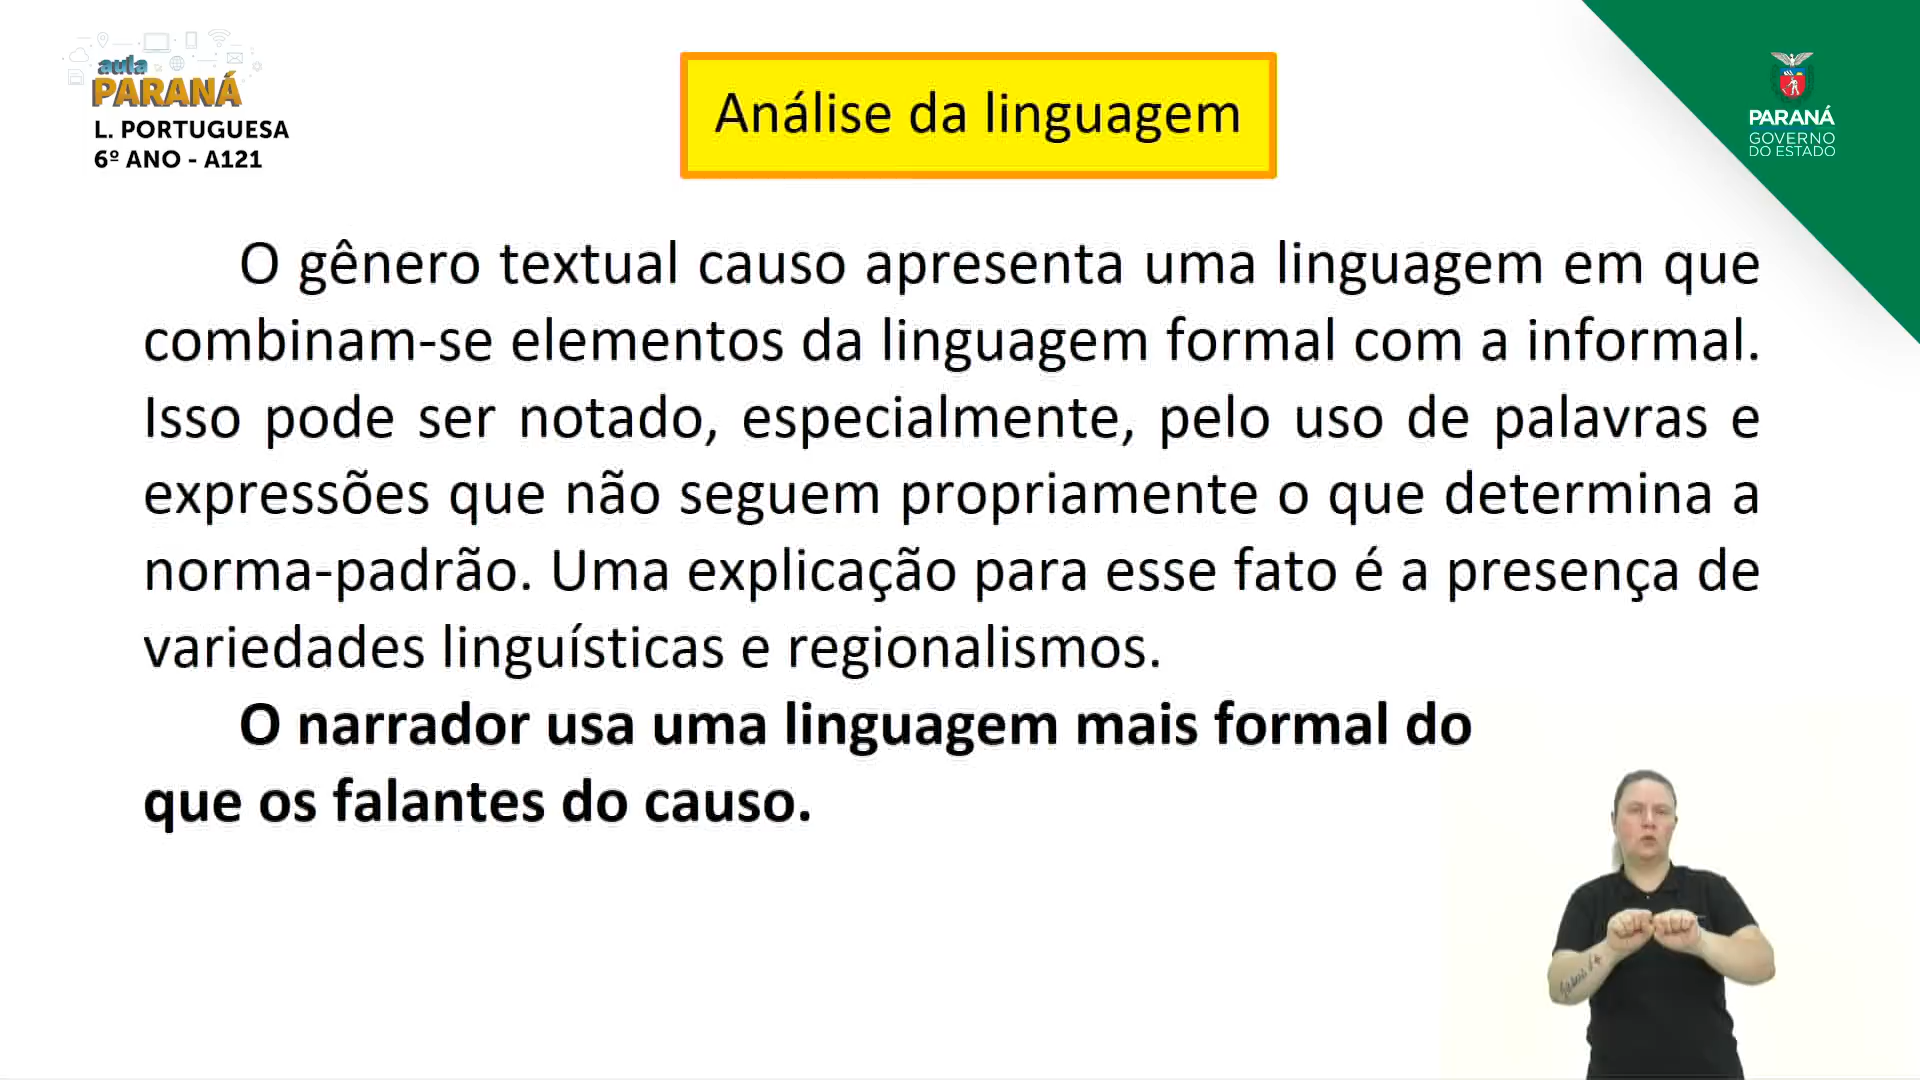 aula
PARANÁ
L. PORTUGUESA
6º ANO - A121
Análise da linguagem
PARANÁ
GOVERNO
DO ESTADO
O gênero textual causo apresenta uma linguagem em que
combinam-se elementos da linguagem formal com a informal.
Isso pode ser notado, especialmente, pelo uso de palavras e
expressões que não seguem propriamente o que determina a
norma-padrão. Uma explicação para esse fato é a presença de
variedades linguísticas e regionalismos.
O narrador usa uma linguagem mais formal do
que os falantes do causo.